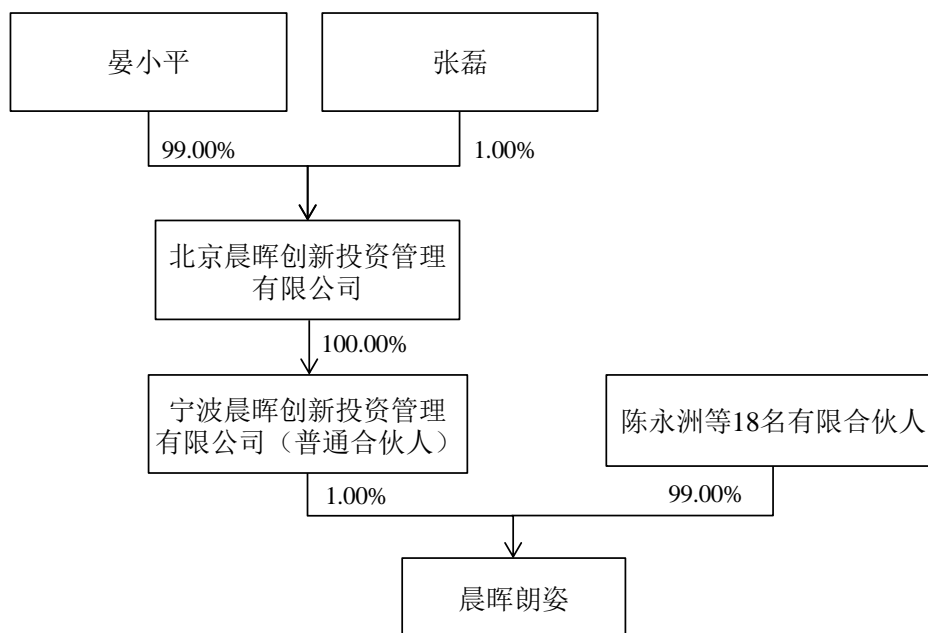 晏小平
张磊
99.00%
1.00%
北京晨晖创新投资管理
有限公司
100.00%
宁波晨晖创新投资管理
有限公司（普通合伙人）
陈永洲等18名有限合伙人
1.00%
99.00%
晨晖朗姿